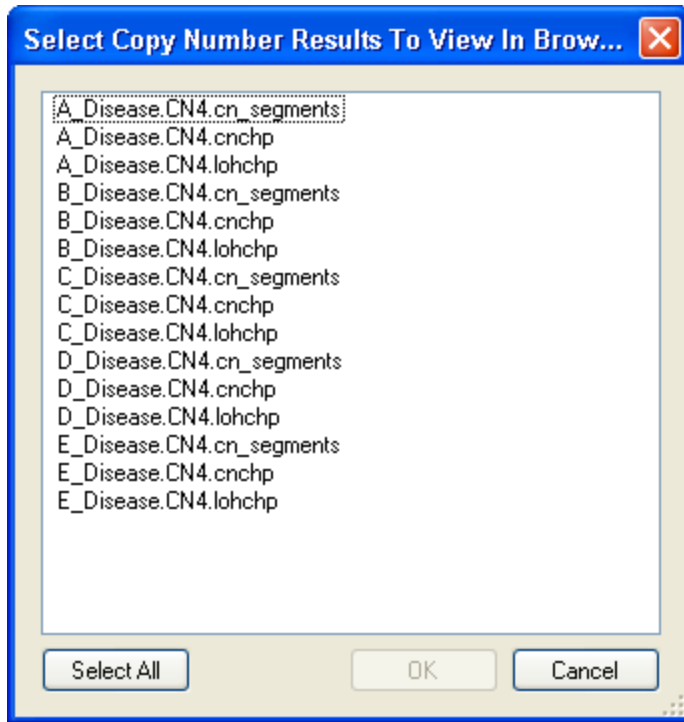 Select Copy Number Results To View In Brow...
A_Disease.CN4.cn_segments
A_Disease.CN4.cnchp
A_Disease.CN4.lohchp
B_Disease.CN4.cn_segments
B_Disease.CN4.cnchp
B_Disease.CN4.lohchp
C_Disease.CN4.cn_segments
C_Disease.CN4.cnchp
C_Disease.CN4.lohchp
D_Disease.CN4.cn_segments
D_Disease.CN4.cnchp
D_Disease.CN4.lohchp
E_Disease.CN4.cn_segments
E_Disease.CN4.cnchp
E_Disease.CN4.lohchp
Select All OK Cancel